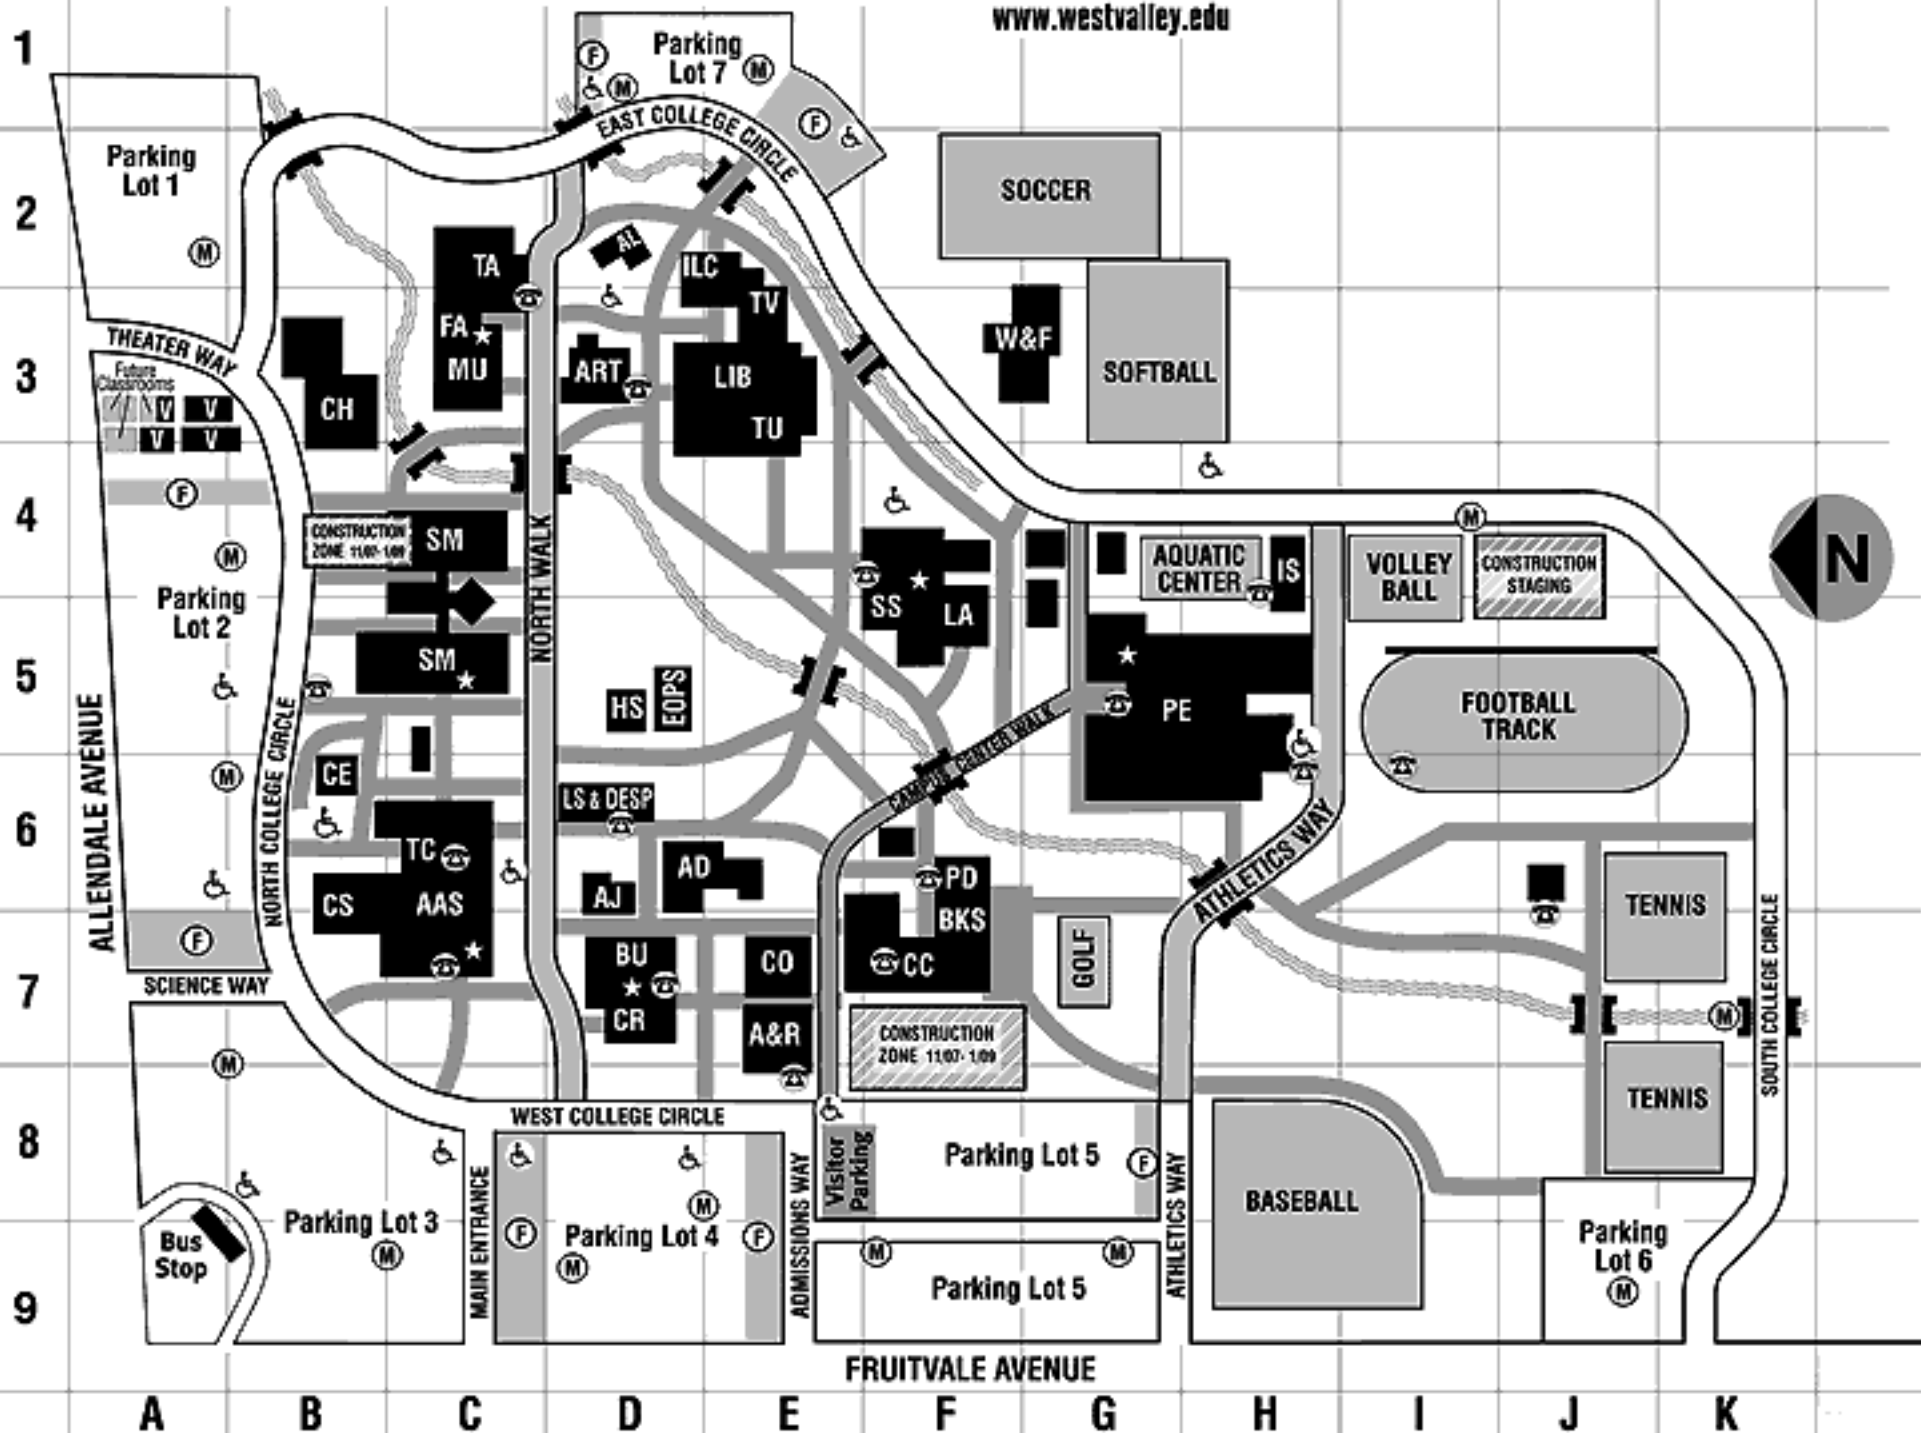 www.westvalley.edu
1
Parking
Lot 7
F
M
M
F
EAST COLLEGE CIRCLE
Parking
Lot 1
M
2
SOCCER
TA
AL
ILC
TV
THEATER WAY
FA
MU
ART
LIB
TU
W&F
SOFTBALL
3
Future
Classrooms
V
V
V
V
CH
F
4
CONSTRUCTION
ZONE 11/07-1/09
SM
NORTH WALK
M
M
AQUATIC
CENTER
IS
VOLLEY
BALL
CONSTRUCTION
STAGING
N
Parking
Lot 2
SS
LA
5
SM
HS
EOPS
PE
FOOTBALL
TRACK
ALLENDALE AVENUE
NORTH COLLEGE CIRCLE
CAMPUS CENTER WALK
M
CE
LS & DESP
6
TC
AD
PD
ATHLETICS WAY
CS
AAS
AJ
BKS
TENNIS
F
BU
CO
CC
GOLF
SOUTH COLLEGE CIRCLE
7
SCIENCE WAY
CR
A&R
CONSTRUCTION
ZONE 11/07-1/09
M
M
WEST COLLEGE CIRCLE
TENNIS
8
MAIN ENTRANCE
ADMISSIONS WAY
Visitor
Parking
Parking Lot 5
F
ATHLETICS WAY
BASEBALL
Bus
Stop
Parking Lot 3
M
F
Parking Lot 4
M
M
F
M
M
Parking Lot 5
Parking
Lot 6
M
9
FRUITVALE AVENUE
A
B
C
D
E
F
G
H
I
J
K